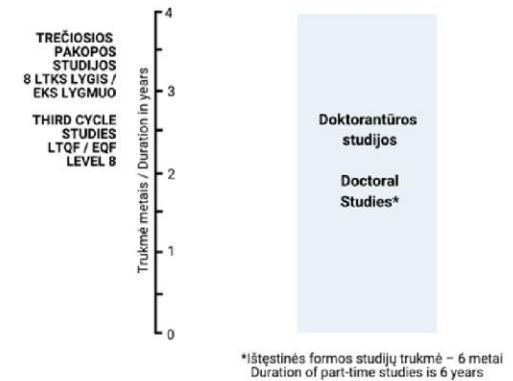 TREČIOSIOS
PAKOPOS
STUDIJOS
8 LTKS LYGIS /
EKS LYGMUO
THIRD CYCLE
STUDIES
LTQF / EQF
LEVEL 8
Trukmė metais / Duration in years
4
3
2
1
0
Doktorantūros
studijos
Doctoral
Studies*
*Ištęstinės formos studijų trukmė – 6 metai
Duration of part-time studies is 6 years